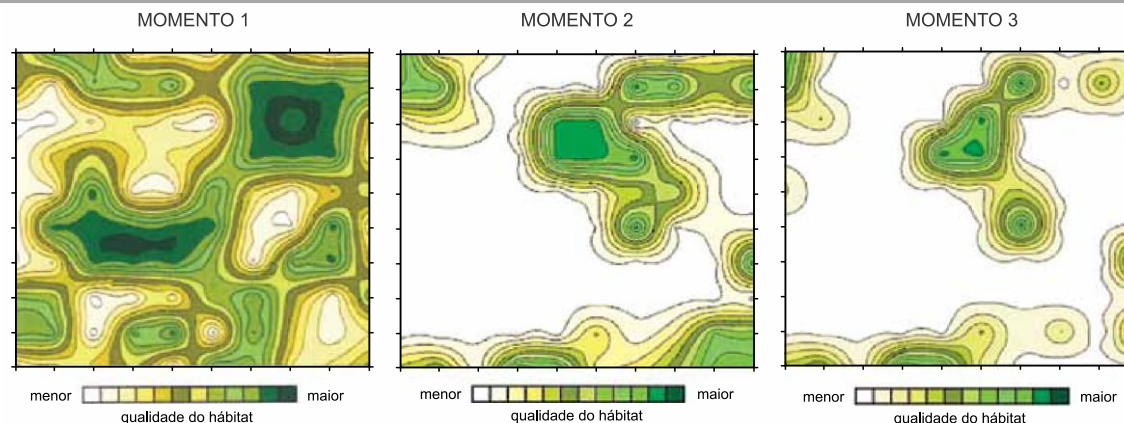 MOMENTO 1
MOMENTO 2
MOMENTO 3
menor maior
qualidade do hábitat
menor maior
qualidade do hábitat
menor maior
qualidade do hábitat